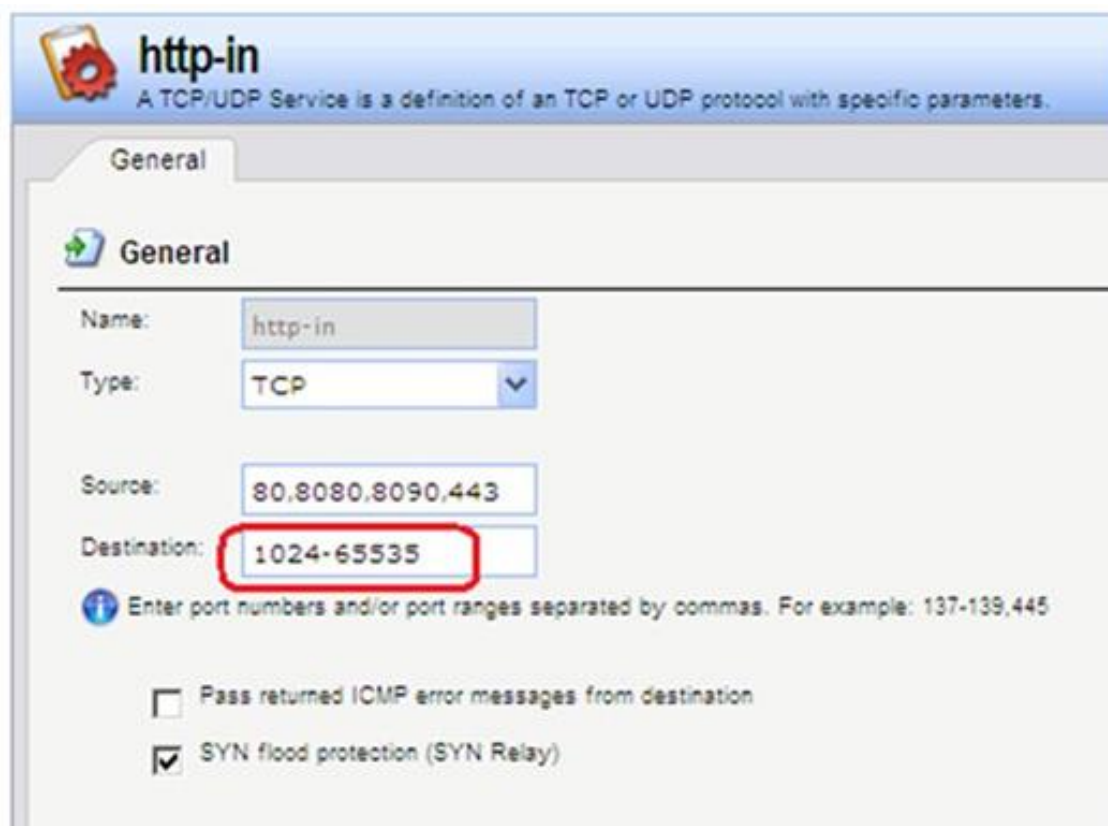 http-in
A TCP/UDP Service is a definition of an TCP or UDP protocol with specific parameters.
General
General
Name: http-in
Type: TCP
Source: 80,8080,8090,443
Destination: 1024-65535
Enter port numbers and/or port ranges separated by commas. For example: 137-139,445
Pass returned ICMP error messages from destination
SYN flood protection (SYN Relay)